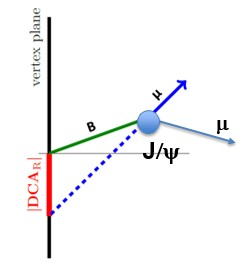 vertex plane
μ
B
μ
J/ψ
|DCA_R|